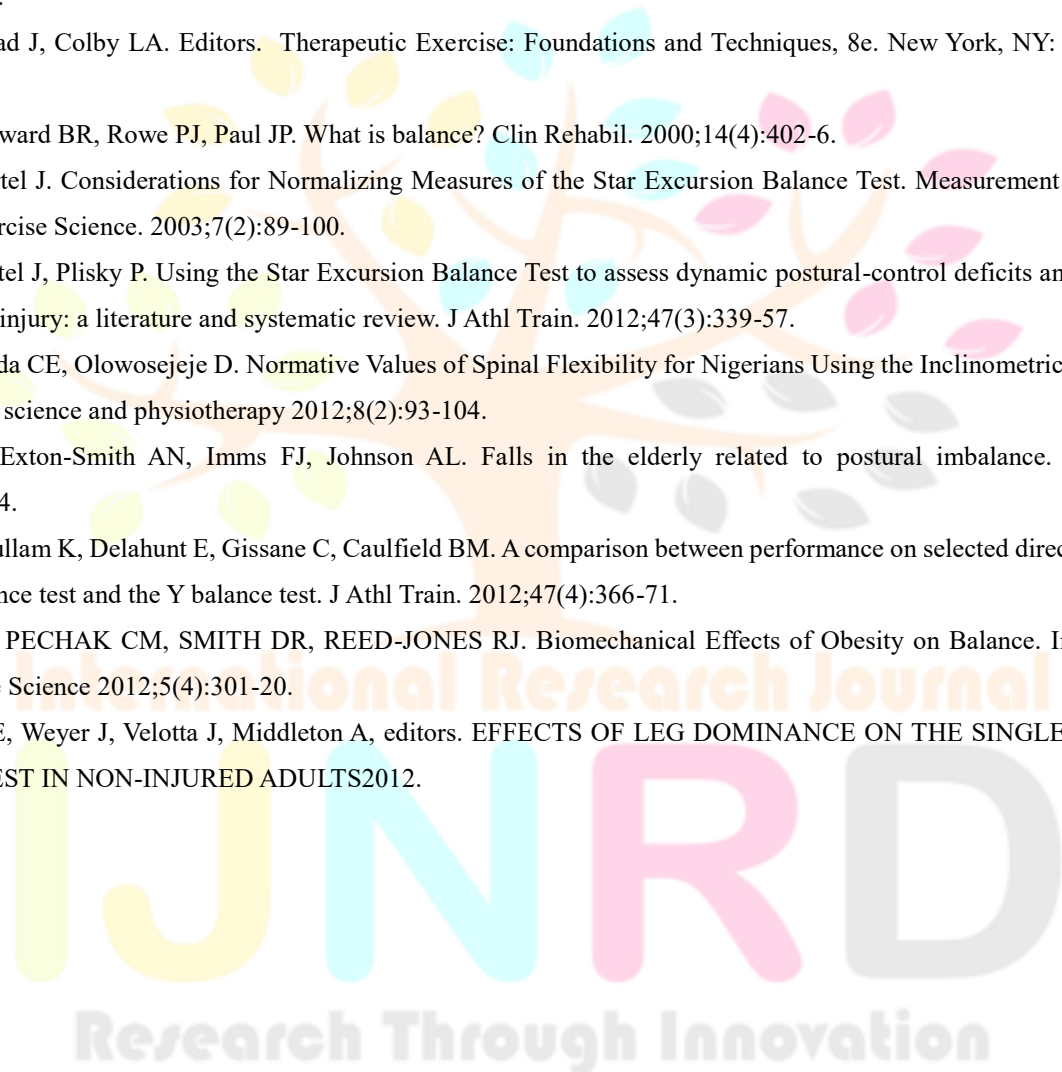 .
ad J, Colby LA. Editors. Therapeutic Exercise: Foundations and Techniques, 8e. New York, NY:
ward BR, Rowe PJ, Paul JP. What is balance? Clin Rehabil. 2000;14(4):402-6.
rtel J. Considerations for Normalizing Measures of the Star Excursion Balance Test. Measurement
rcise Science. 2003;7(2):89-100.
tel J, Plisky P. Using the Star Excursion Balance Test to assess dynamic postural-control deficits an
injury: a literature and systematic review. J Athl Train. 2012;47(3):339-57.
da CE, Olowosejeje D. Normative Values of Spinal Flexibility for Nigerians Using the Inclinometric
science and physiotherapy 2012;8(2):93-104.
Exton-Smith AN, Imms FJ, Johnson AL. Falls in the elderly related to postural imbalance.
4.
ullam K, Delahunt E, Gissane C, Caulfield BM. A comparison between performance on selected direc
nce test and the Y balance test. J Athl Train. 2012;47(4):366-71.
PECHAK CM, SMITH DR, REED-JONES RJ. Biomechanical Effects of Obesity on Balance. I
e Science 2012;5(4):301-20.
E, Weyer J, Velotta J, Middleton A, editors. EFFECTS OF LEG DOMINANCE ON THE SINGLE
EST IN NON-INJURED ADULTS2012.
International Research Journal
IJNRD
Research Through Innovation